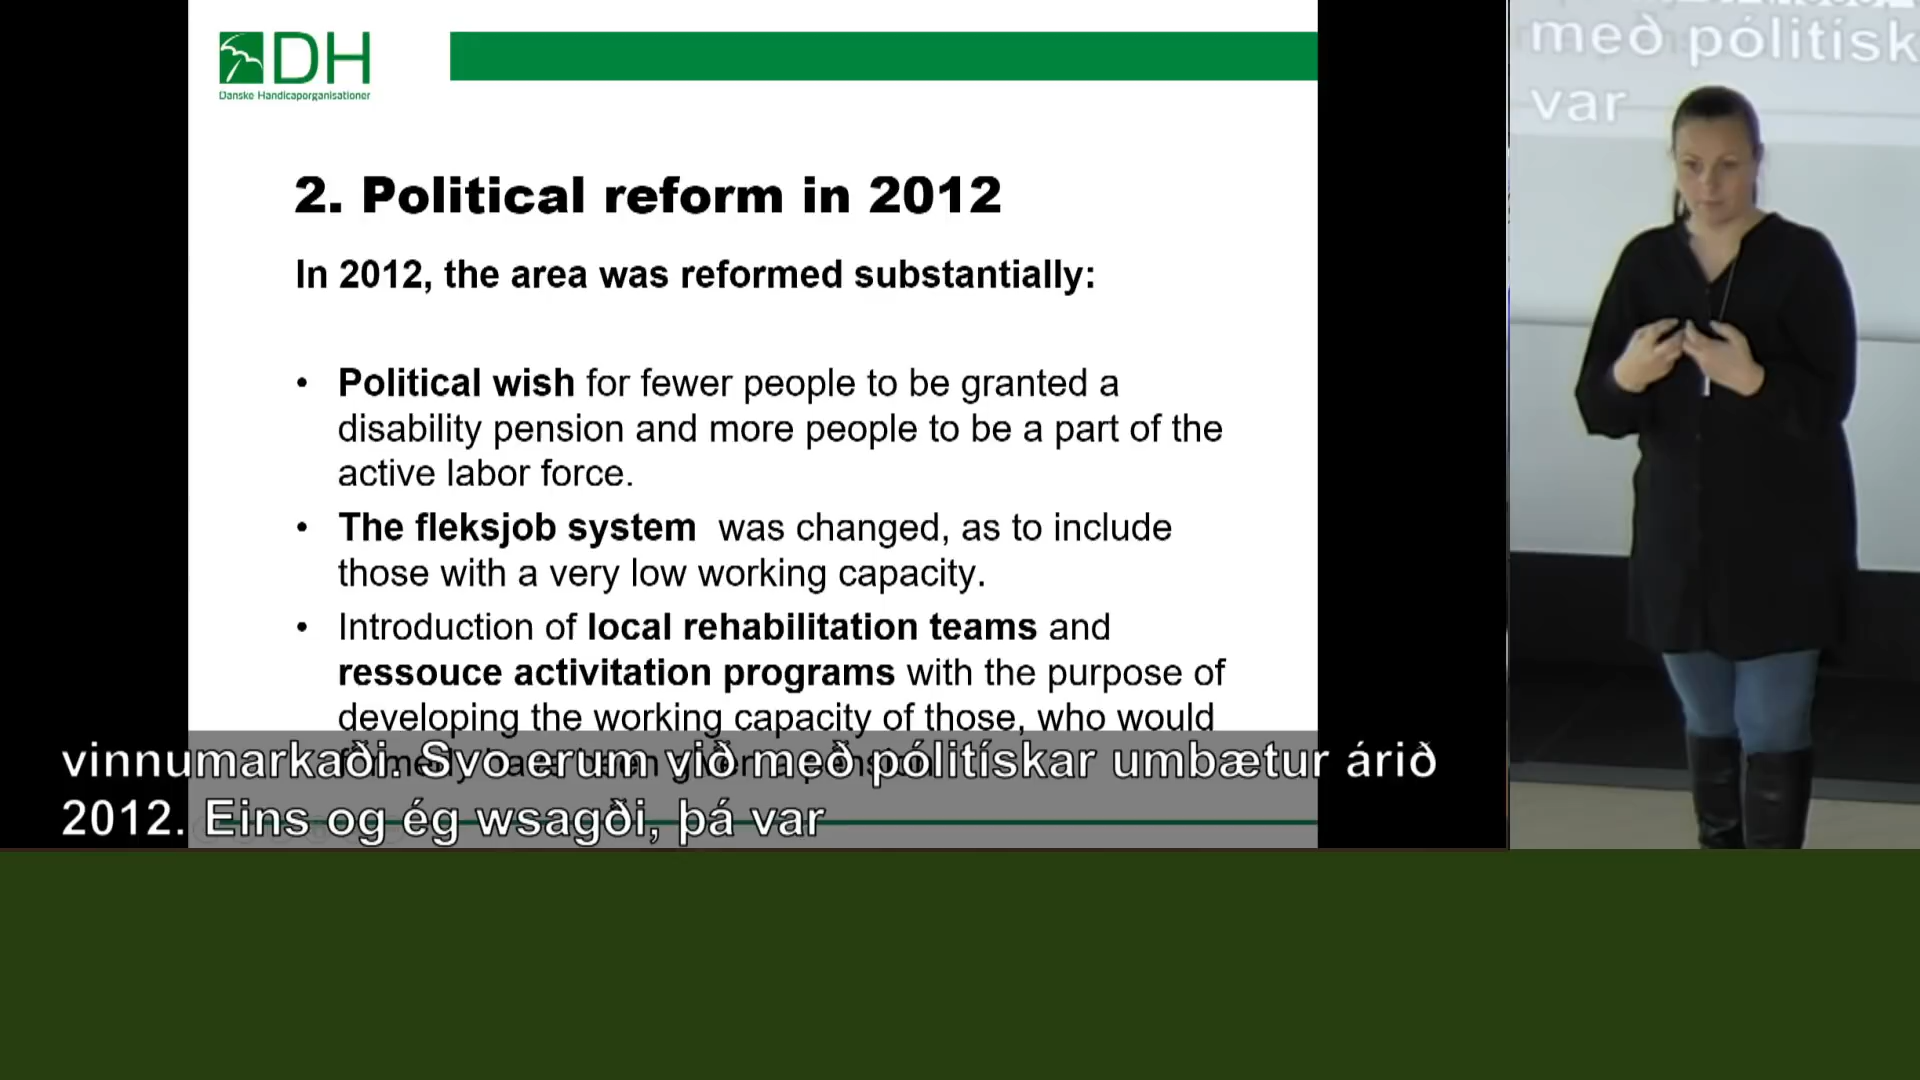 DH
Danske Handicaporganisationer
2. Political reform in 2012
In 2012, the area was reformed substantially:
• Political wish for fewer people to be granted a
disability pension and more people to be a part of the
active labor force.
• The fleksjob system was changed, as to include
those with a very low working capacity.
• Introduction of local rehabilitation teams and
ressouce activitation programs with the purpose of
developing the working capacity of those, who would
vinnumarkaði. Svo erum við með pólitískar umbætur árið
2012. Eins og ég wsagði, þá var
með pólitísk
var